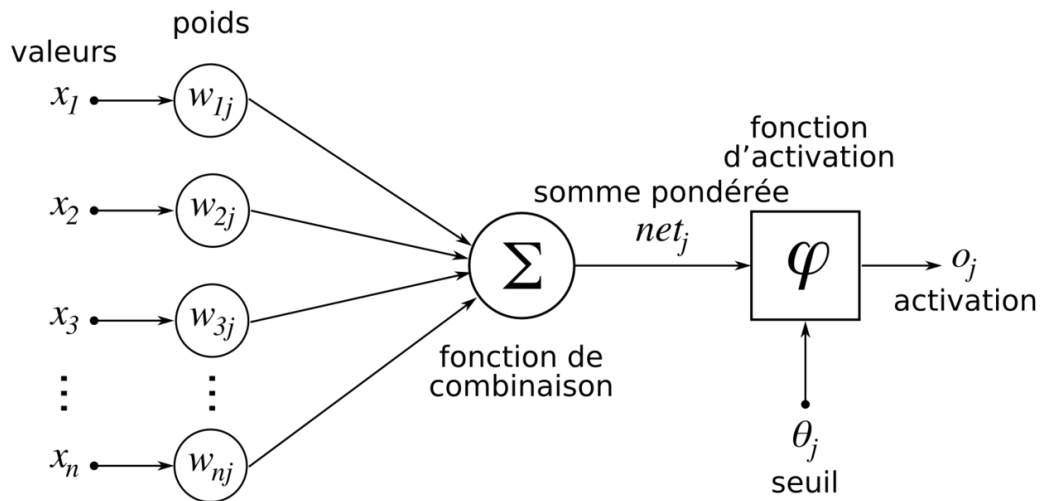 valeurs
poids
x₁
w₁ⱼ
x₂
w₂ⱼ
x₃
w₃ⱼ
⋮
⋮
xₙ
wₙⱼ
Σ
fonction de
combinaison
somme pondérée
netⱼ
fonction
d'activation
φ
oⱼ
activation
θⱼ
seuil